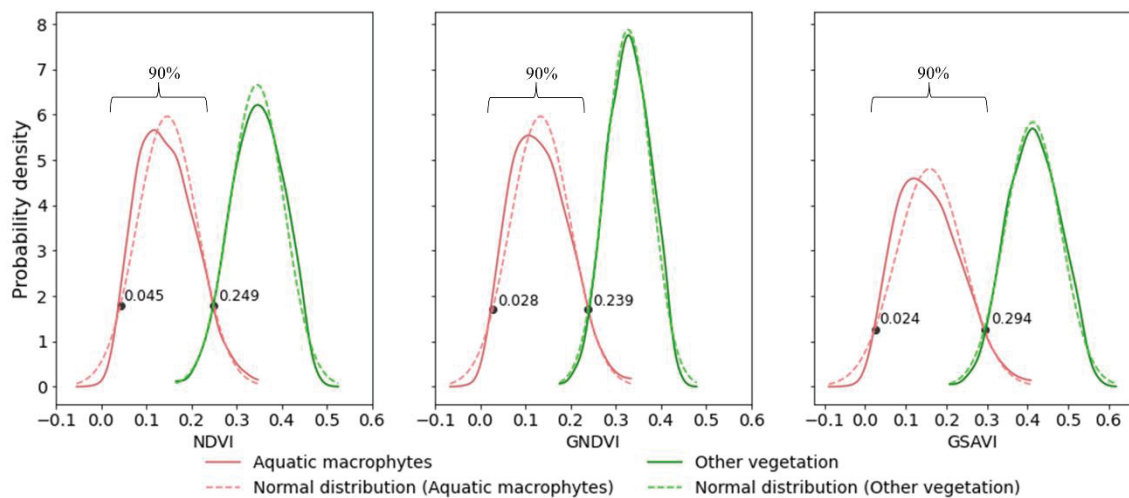 Probability density
8
7
6
5
4
3
2
1
0
90%
0.045
0.249
−0.1 0.0 0.1 0.2 0.3 0.4 0.5 0.6
NDVI
90%
0.028
0.239
−0.1 0.0 0.1 0.2 0.3 0.4 0.5 0.6
GNDVI
90%
0.024
0.294
−0.1 0.0 0.1 0.2 0.3 0.4 0.5 0.6
GSAVI
Aquatic macrophytes
Normal distribution (Aquatic macrophytes)
Other vegetation
Normal distribution (Other vegetation)